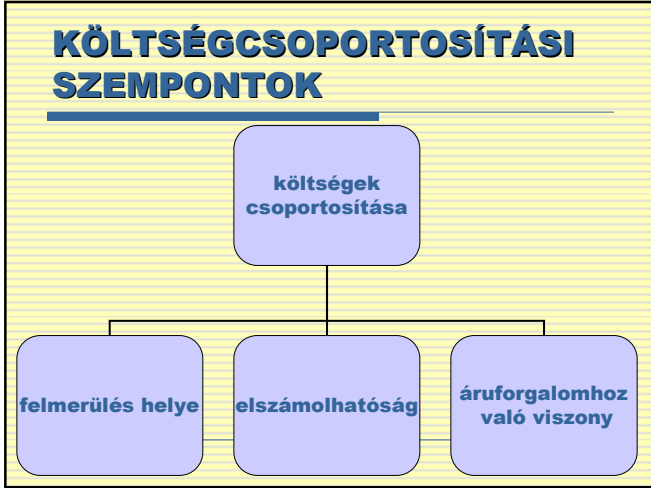 KÖLTSÉGCSOPORTOSÍTÁSI
SZEMPONTOK
költségek
csoportosítása
felmerülés helye
elszámolhatóság
áruforgalomhoz
való viszony